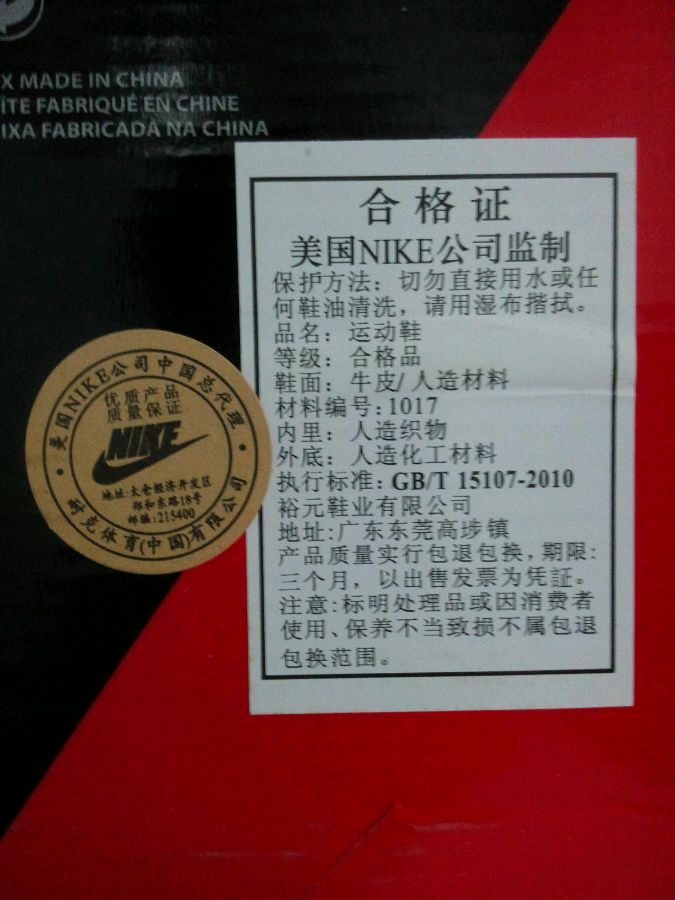 X MADE IN CHINA
ITE FABRIQUÉ EN CHINE
IXA FABRICADA NA CHINA
合格证
美国NIKE公司监制
保护方法：切勿直接用水或任
何鞋油清洗，请用湿布揩拭。
品名：运动鞋
等级：合格品
鞋面：牛皮/人造材料
材料编号：1017
内里：人造织物
外底：人造化工材料
执行标准：GB/T 15107-2010
裕元鞋业有限公司
地址:广东东莞高埗镇
产品质量实行包退包换，期限:
三个月，以出售发票为凭证。
注意:标明处理品或因消费者
使用、保养不当致损不属包退
包换范围。
美国NIKE公司中国总代理
优质产品
质量保证
NIKE
地址:太仓经济开发区
郑和东路18号
邮编:215400
耐克体育(中国)有限公司